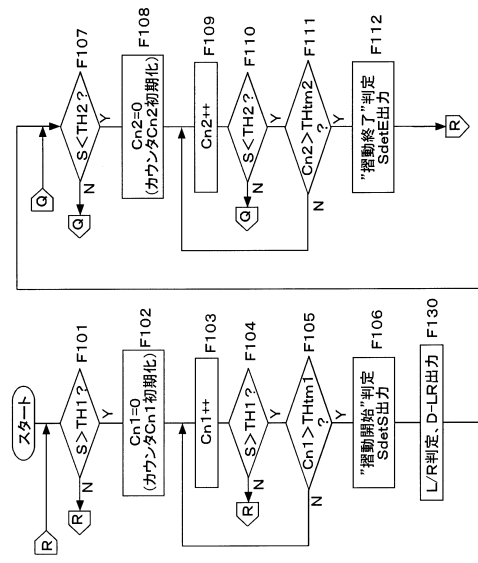 スタート
R
S>TH1?
F101
N
R
Y
Cn1=0
(カウンタCn1初期化)
F102
Cn1++
F103
S>TH1?
F104
N
R
Y
Cn1>THtm1
?
F105
N
Y
"摺動開始"判定
SdetS出力
F106
L/R判定、D-LR出力
F130
Q
S<TH2?
F107
N
Q
Y
Cn2=0
(カウンタCn2初期化)
F108
Cn2++
F109
S<TH2?
F110
N
Q
Y
Cn2>THtm2
?
F111
N
Y
"摺動終了"判定
SdetE出力
F112
R